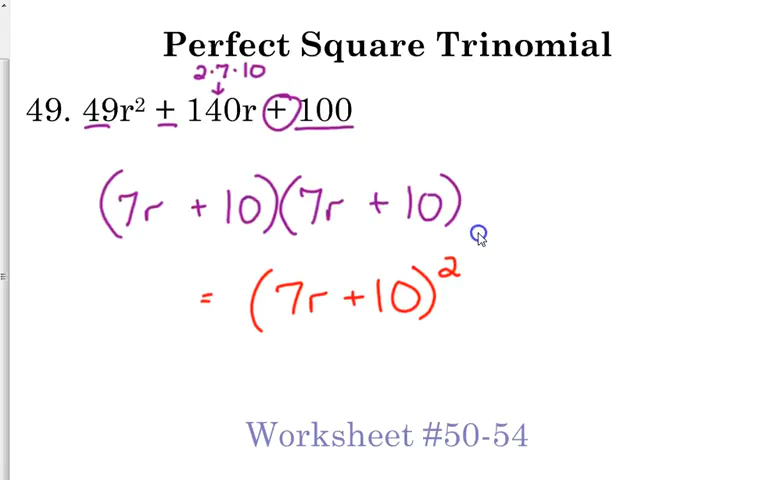 Perfect Square Trinomial
2·7·10
49. 49r² + 140r + 100
(7r + 10)(7r + 10)
= (7r + 10)²
Worksheet #50-54